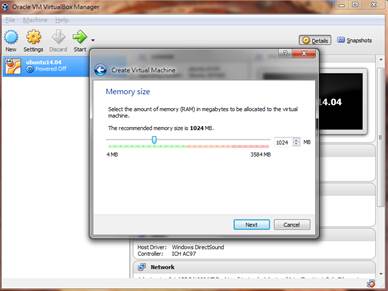 Oracle VM VirtualBox Manager
File Machine Help
New Settings Discard Start
Details Snapshots
ubuntu14.04
Powered Off
Create Virtual Machine
Memory size
Select the amount of memory (RAM) in megabytes to be allocated to the virtual
machine.
The recommended memory size is 1024 MB.
1024 MB
4 MB 3584 MB
Next Cancel
14.04
Host Driver: Windows DirectSound
Controller: ICH AC97
Network